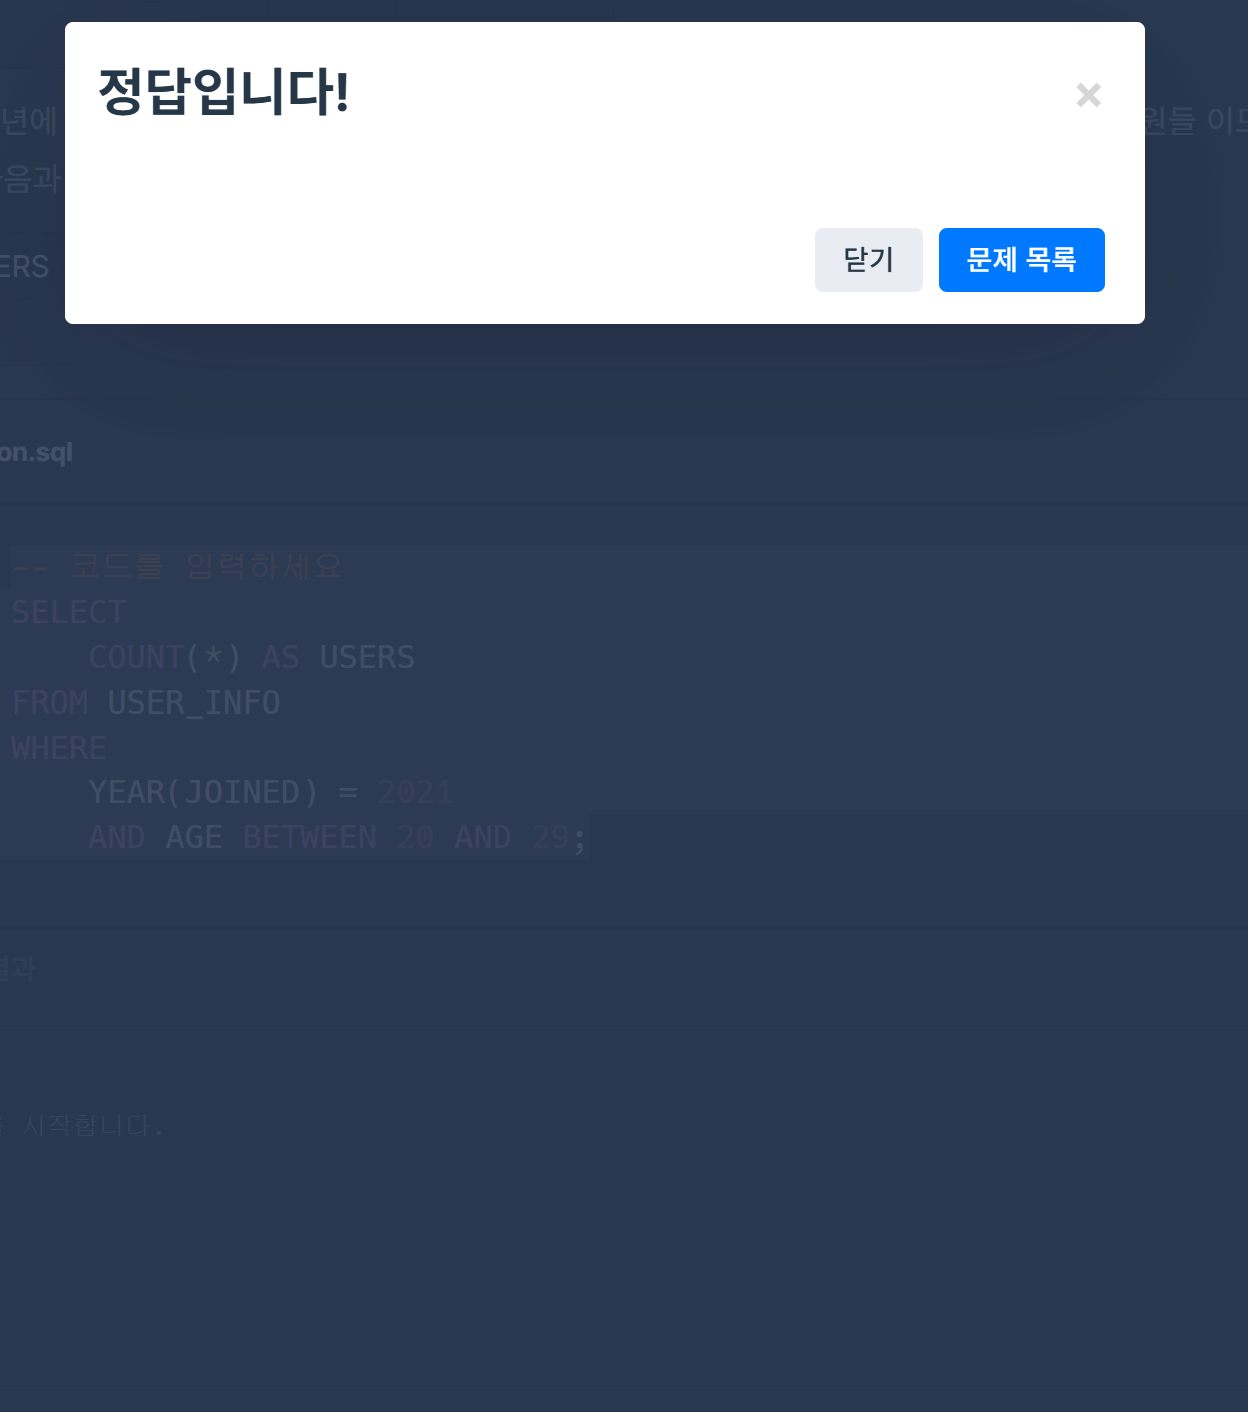 정답입니다!
×
년에
원들
음과
ERS
닫기
문제 목록
on.sql
-- 코드를 입력하세요
SELECT
COUNT(*) AS USERS
FROM USER_INFO
WHERE
YEAR(JOINED) = 2021
AND AGE BETWEEN 20 AND 29;
결과
시작합니다.